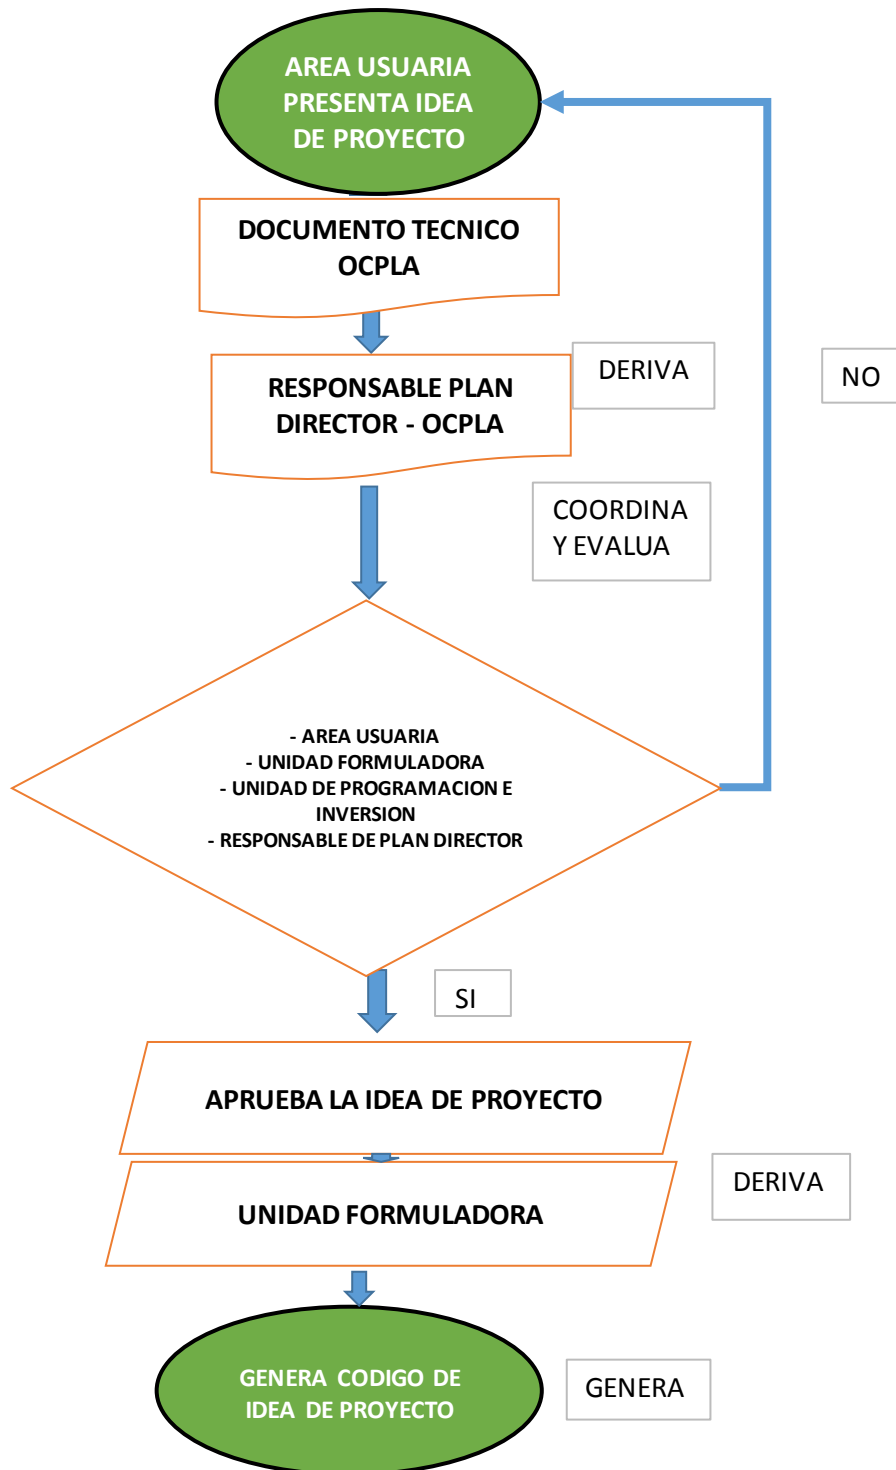 AREA USUARIA
PRESENTA IDEA
DE PROYECTO
DOCUMENTO TECNICO
OCPLA
RESPONSABLE PLAN
DIRECTOR - OCPLA
DERIVA
NO
COORDINA
Y EVALUA
- AREA USUARIA
- UNIDAD FORMULADORA
- UNIDAD DE PROGRAMACION E
INVERSION
- RESPONSABLE DE PLAN DIRECTOR
SI
APRUEBA LA IDEA DE PROYECTO
UNIDAD FORMULADORA
DERIVA
GENERA CODIGO DE
IDEA DE PROYECTO
GENERA